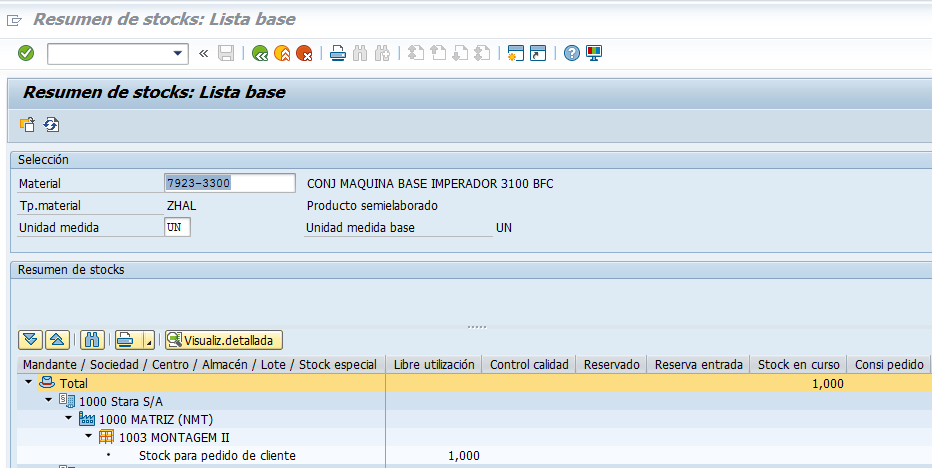 Resumen de stocks: Lista base
Resumen de stocks: Lista base
Selección
Material 7923-3300 CONJ MAQUINA BASE IMPERADOR 3100 BFC
Tp.material ZHAL Producto semielaborado
Unidad medida UN Unidad medida base UN
Resumen de stocks
Visualiz.detallada
Mandante / Sociedad / Centro / Almacén / Lote / Stock especial Libre utilización Control calidad Reservado Reserva entrada Stock en curso Consi pedido
Total 1,000
1000 Stara S/A
1000 MATRIZ (NMT)
1003 MONTAGEM II
Stock para pedido de cliente 1,000